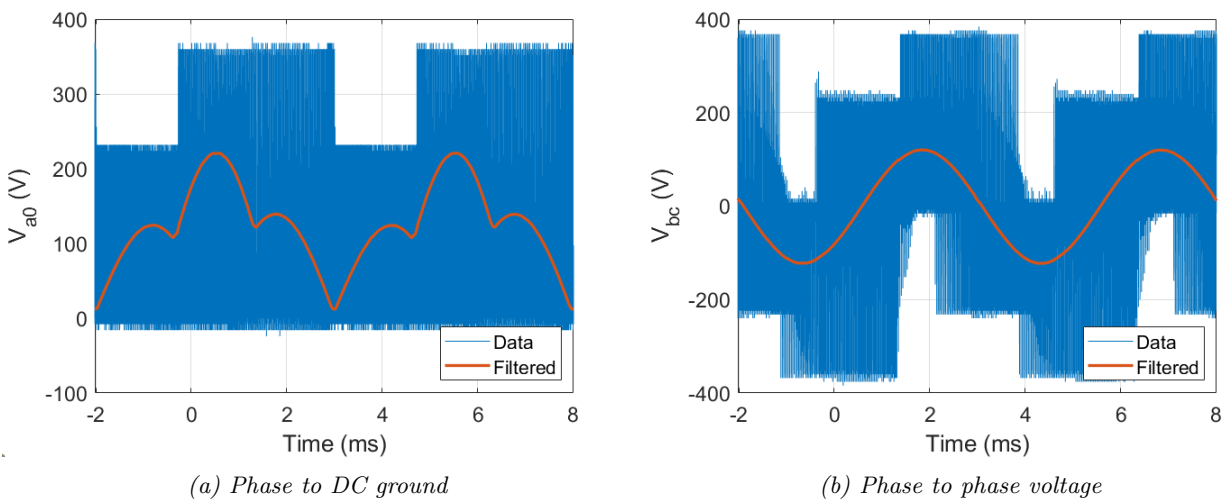 400
300
200
100
0
-100
V_a0 (V)
-2 0 2 4 6 8
Time (ms)
Data
Filtered
(a) Phase to DC ground
400
200
0
-200
-400
V_bc (V)
-2 0 2 4 6 8
Time (ms)
Data
Filtered
(b) Phase to phase voltage